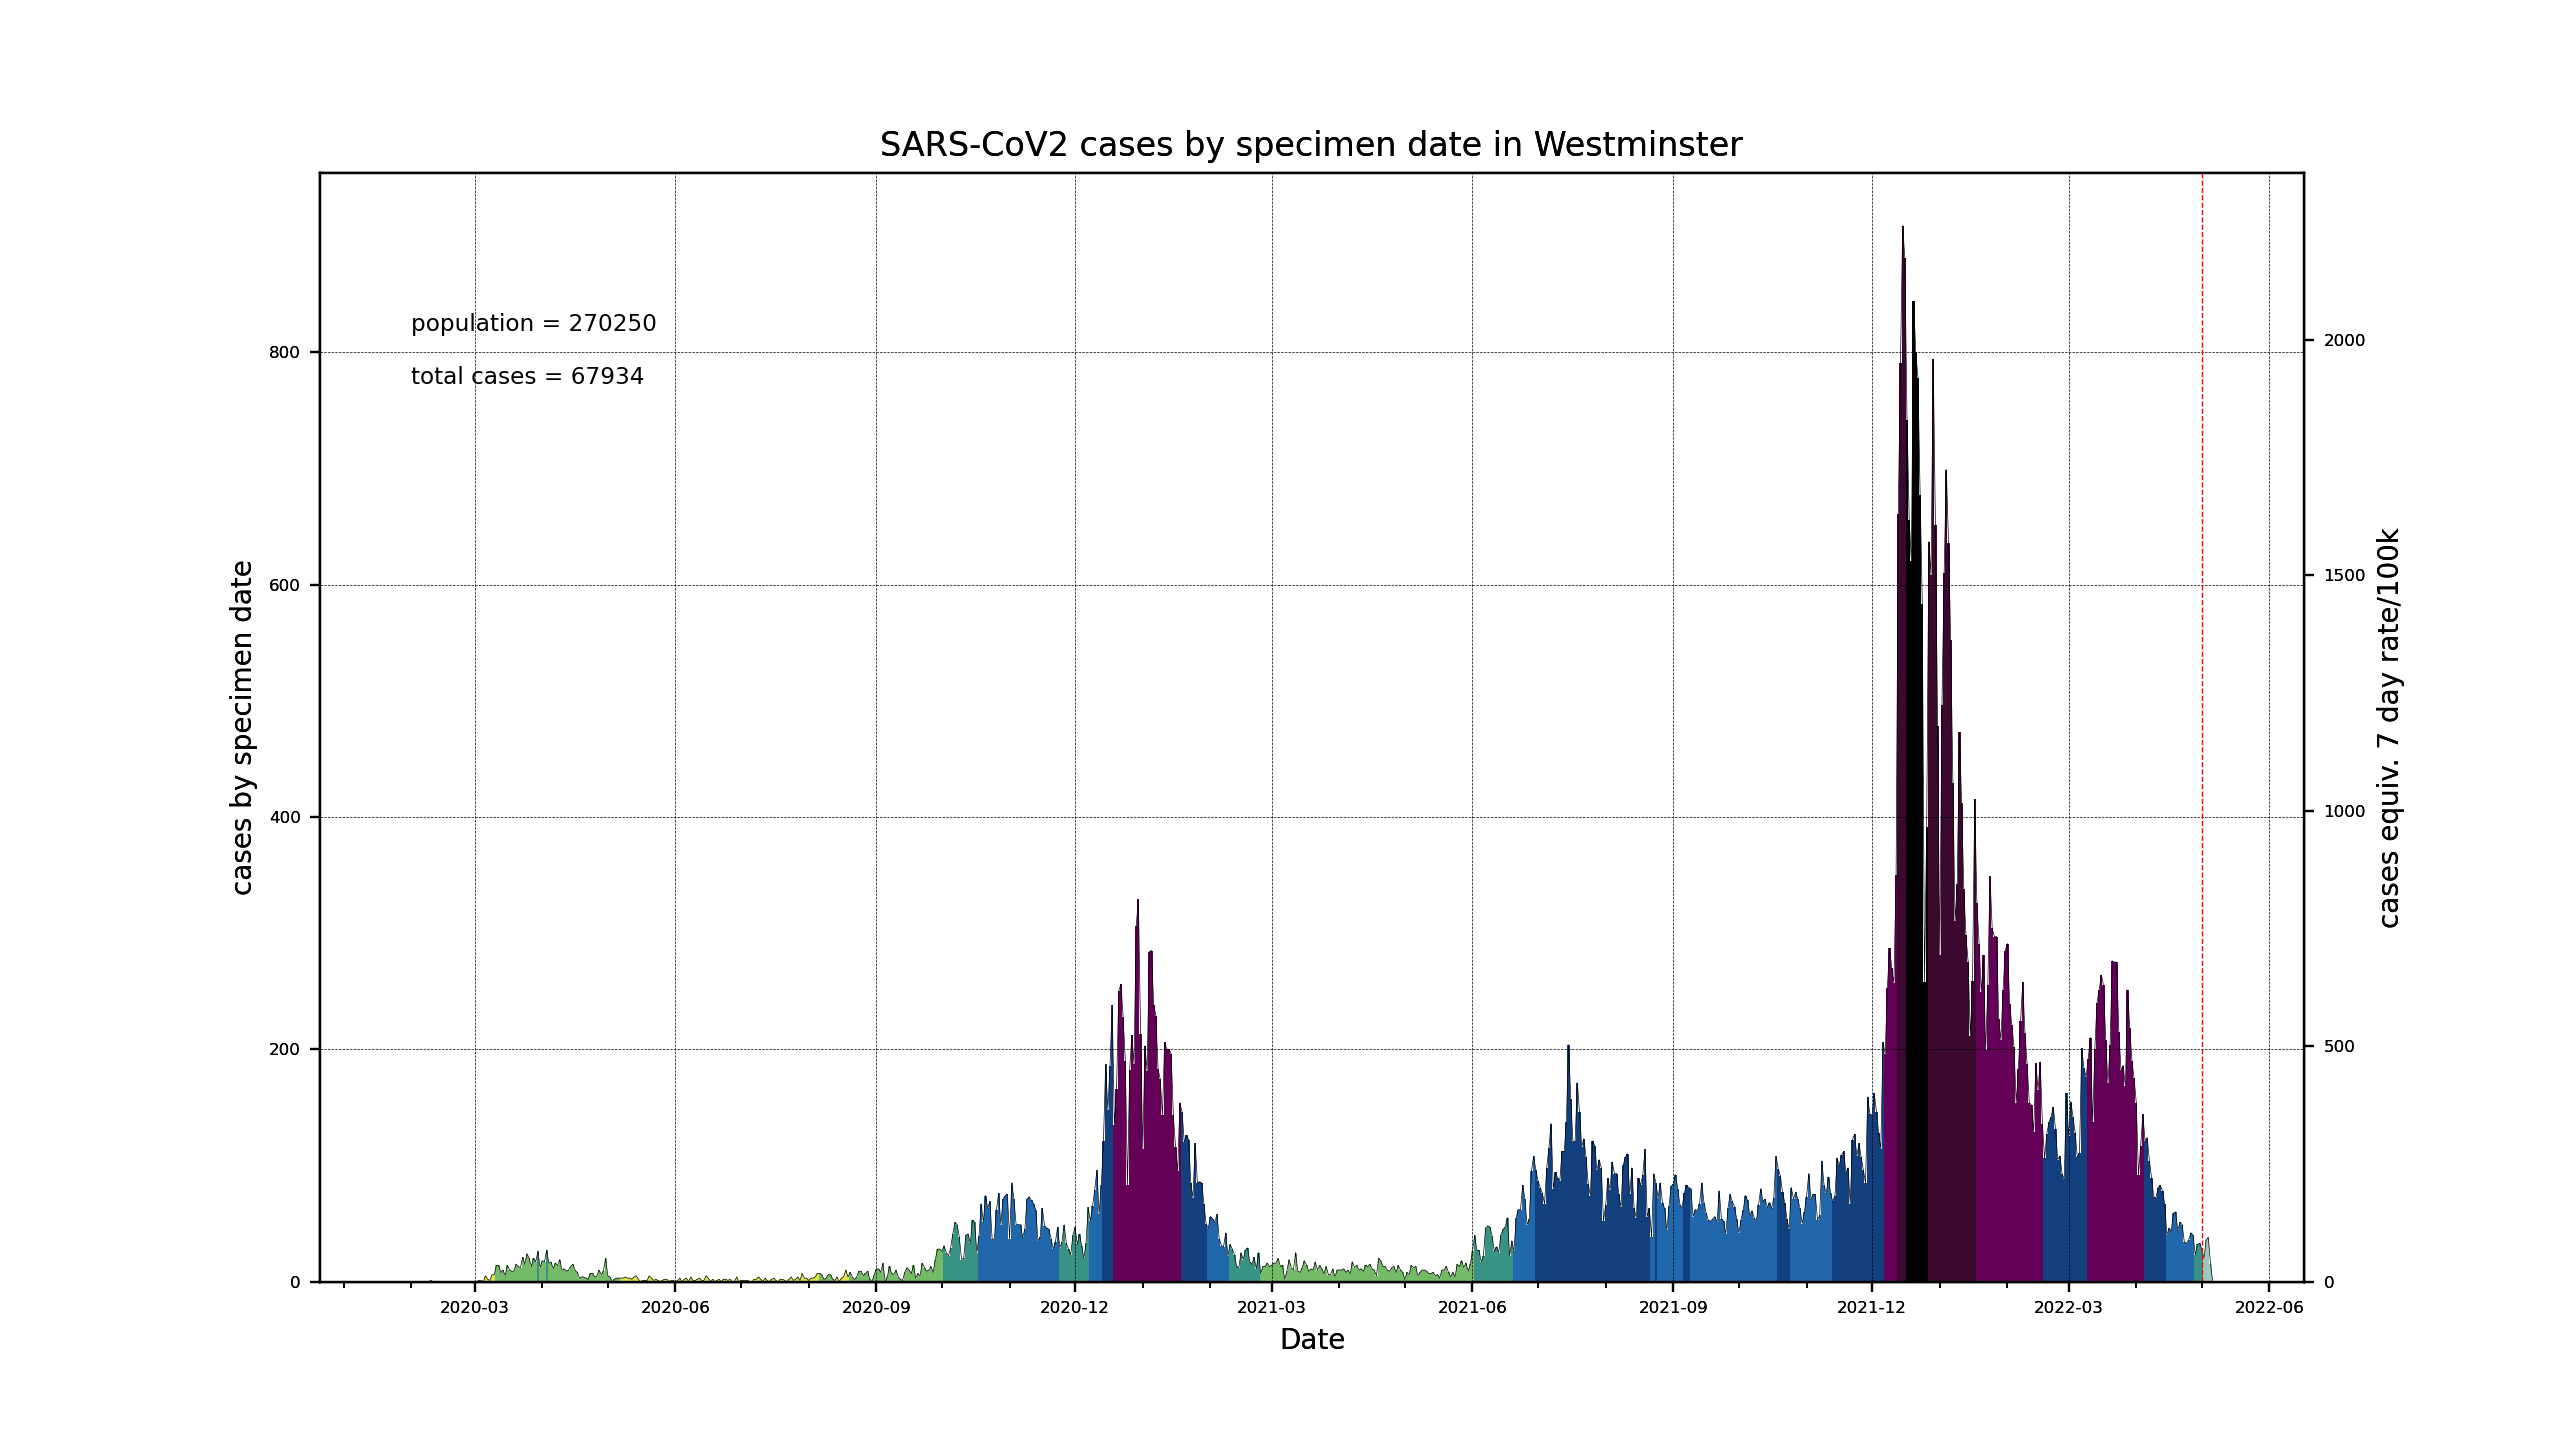 SARS-CoV2 cases by specimen date in Westminster
population = 270250
total cases = 67934
cases by specimen date
800
600
400
200
0
2000
1500
1000
500
0
cases equiv. 7 day rate/100k
2020-03 2020-06 2020-09 2020-12 2021-03 2021-06 2021-09 2021-12 2022-03 2022-06
Date